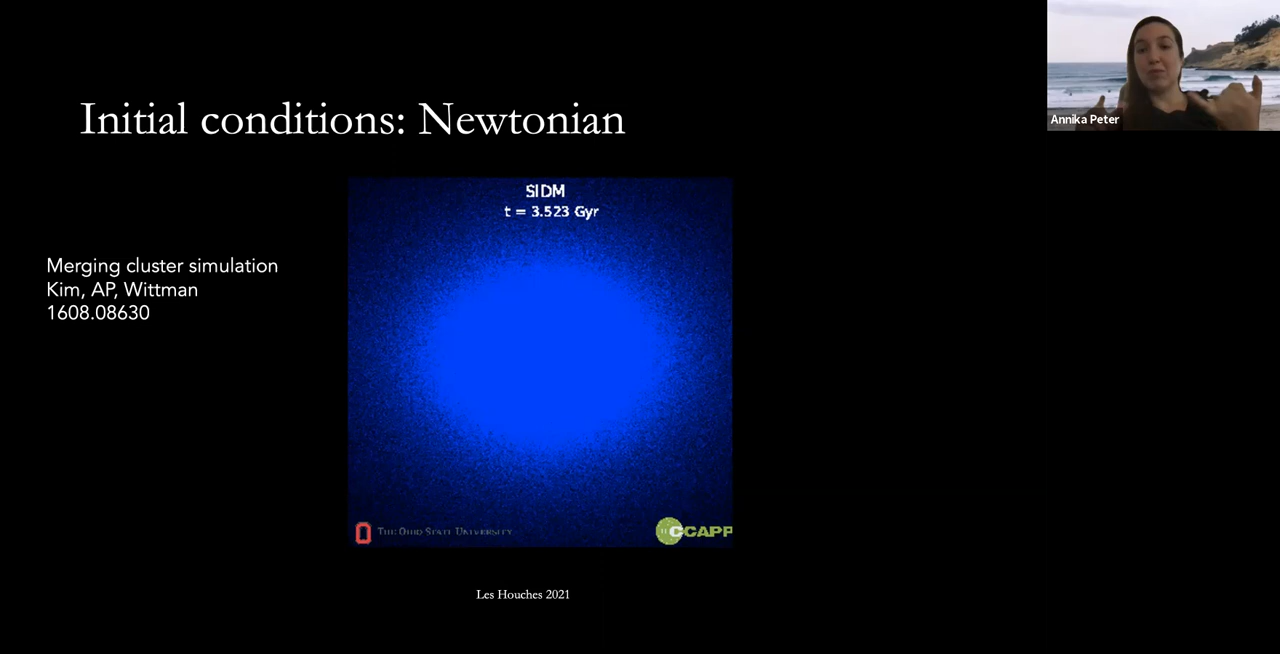 Annika Peter
Initial conditions: Newtonian
SIDM
t = 3.523 Gyr
Merging cluster simulation
Kim, AP, Wittman
1608.08630
THE OHIO STATE UNIVERSITY
CCAPP
Les Houches 2021